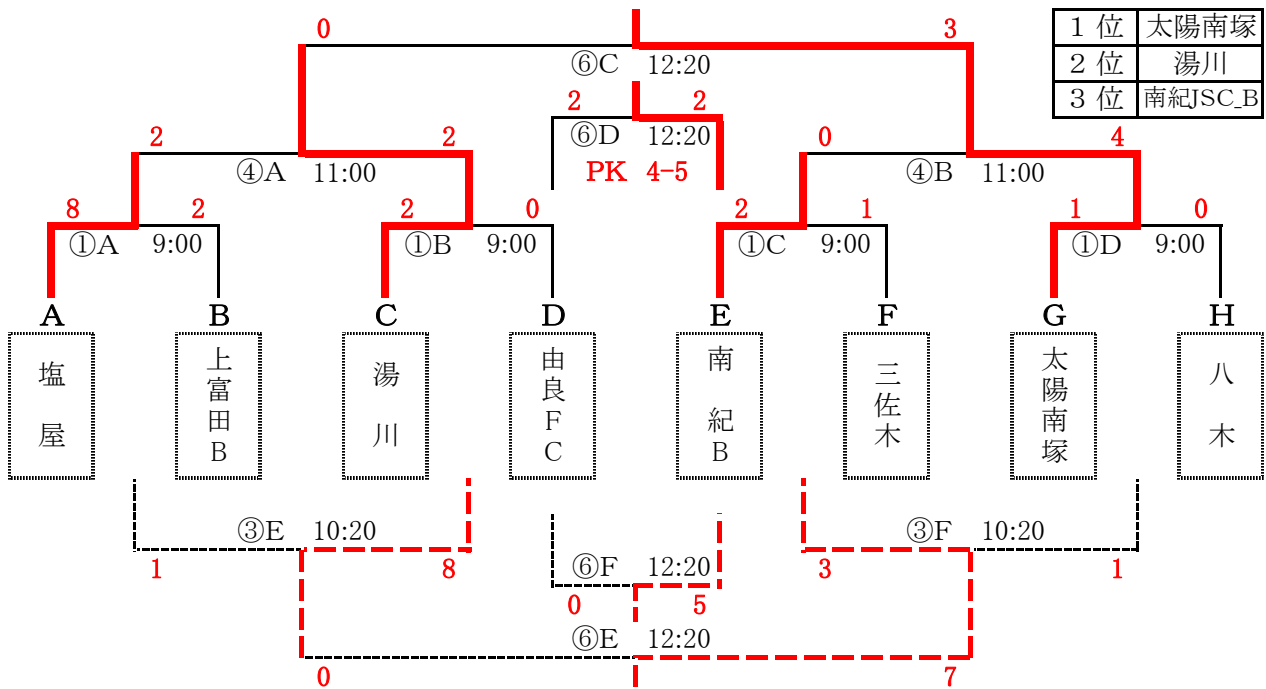 0 3
⑥C 12:20
1 位 太陽南塚
2 位 湯川
3 位 南紀JSC_B
2 2
⑥D 12:20
PK 4-5
2 2
④A 11:00
0 4
④B 11:00
8 2
①A 9:00
2 0
①B 9:00
2 1
①C 9:00
1 0
①D 9:00
A B C D E F G H
塩屋
上富田B
湯川
由良FC
南紀B
三佐木
太陽南塚
八木
③E 10:20
1 8
③F 10:20
3 1
⑥F 12:20
0 5
⑥E 12:20
0 7